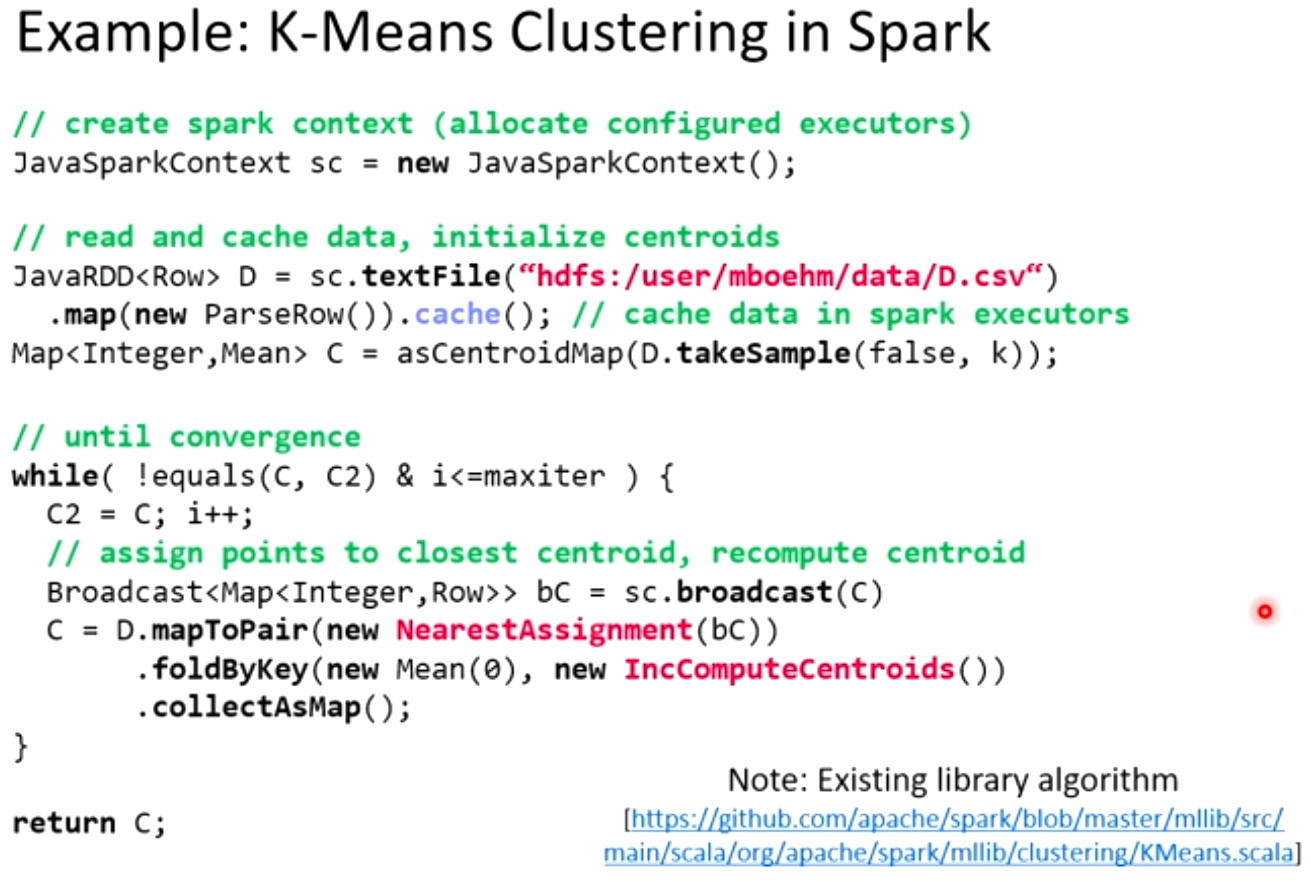 Example: K-Means Clustering in Spark
// create spark context (allocate configured executors)
JavaSparkContext sc = new JavaSparkContext();
// read and cache data, initialize centroids
JavaRDD<Row> D = sc.textFile(“hdfs:/user/mboehm/data/D.csv“)
  .map(new ParseRow()).cache(); // cache data in spark executors
Map<Integer,Mean> C = asCentroidMap(D.takeSample(false, k));
// until convergence
while( !equals(C, C2) & i<=maxiter ) {
  C2 = C; i++;
  // assign points to closest centroid, recompute centroid
  Broadcast<Map<Integer,Row>> bC = sc.broadcast(C)
  C = D.mapToPair(new NearestAssignment(bC))
       .foldByKey(new Mean(0), new IncComputeCentroids())
       .collectAsMap();
}
return C;
Note: Existing library algorithm
[https://github.com/apache/spark/blob/master/mllib/src/
main/scala/org/apache/spark/mllib/clustering/KMeans.scala]